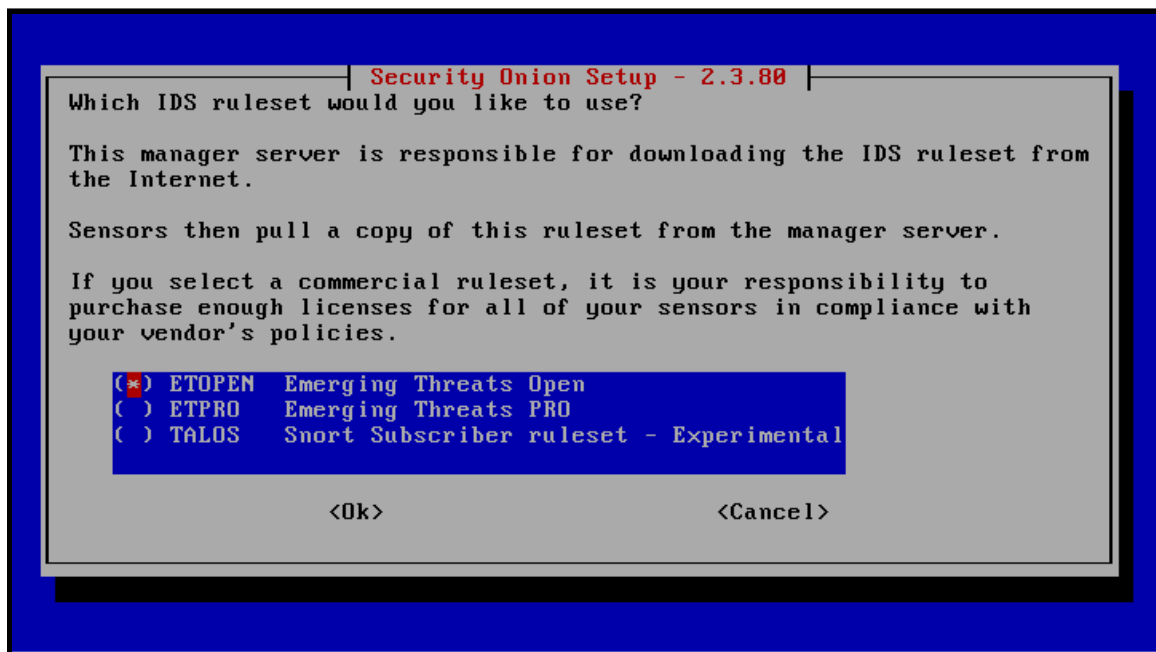 Security Onion Setup - 2.3.80
Which IDS ruleset would you like to use?
This manager server is responsible for downloading the IDS ruleset from
the Internet.
Sensors then pull a copy of this ruleset from the manager server.
If you select a commercial ruleset, it is your responsibility to
purchase enough licenses for all of your sensors in compliance with
your vendor's policies.
(*) ETOPEN  Emerging Threats Open
( ) ETPRO   Emerging Threats PRO
( ) TALOS   Snort Subscriber ruleset - Experimental
<Ok> <Cancel>